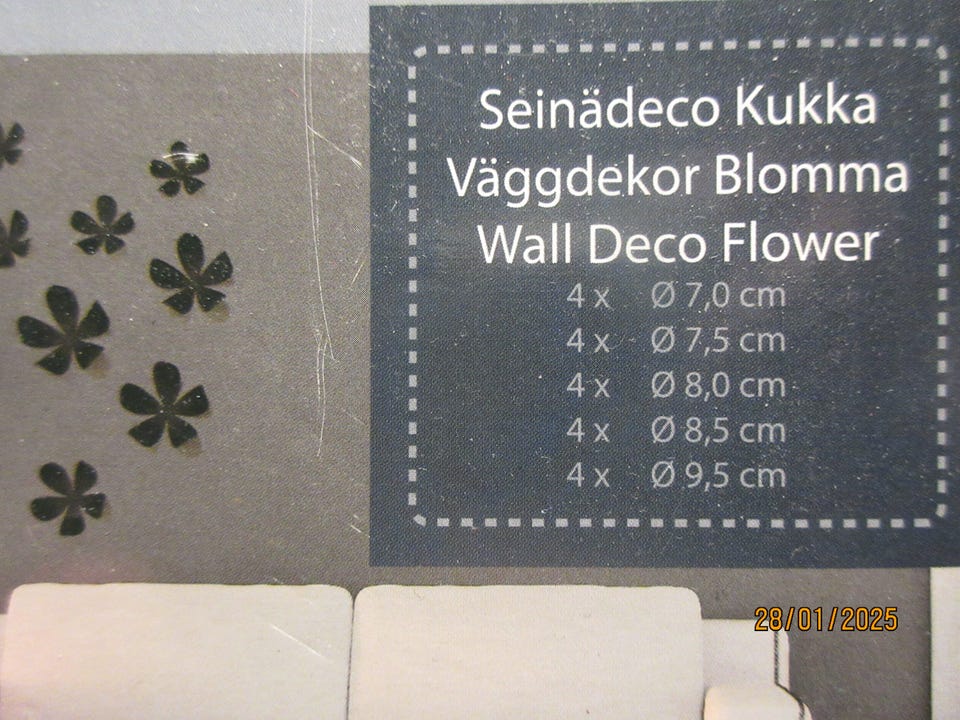 Seinädeco Kukka
Väggdekor Blomma
Wall Deco Flower
4 x Ø 7,0 cm
4 x Ø 7,5 cm
4 x Ø 8,0 cm
4 x Ø 8,5 cm
4 x Ø 9,5 cm
28/01/2025